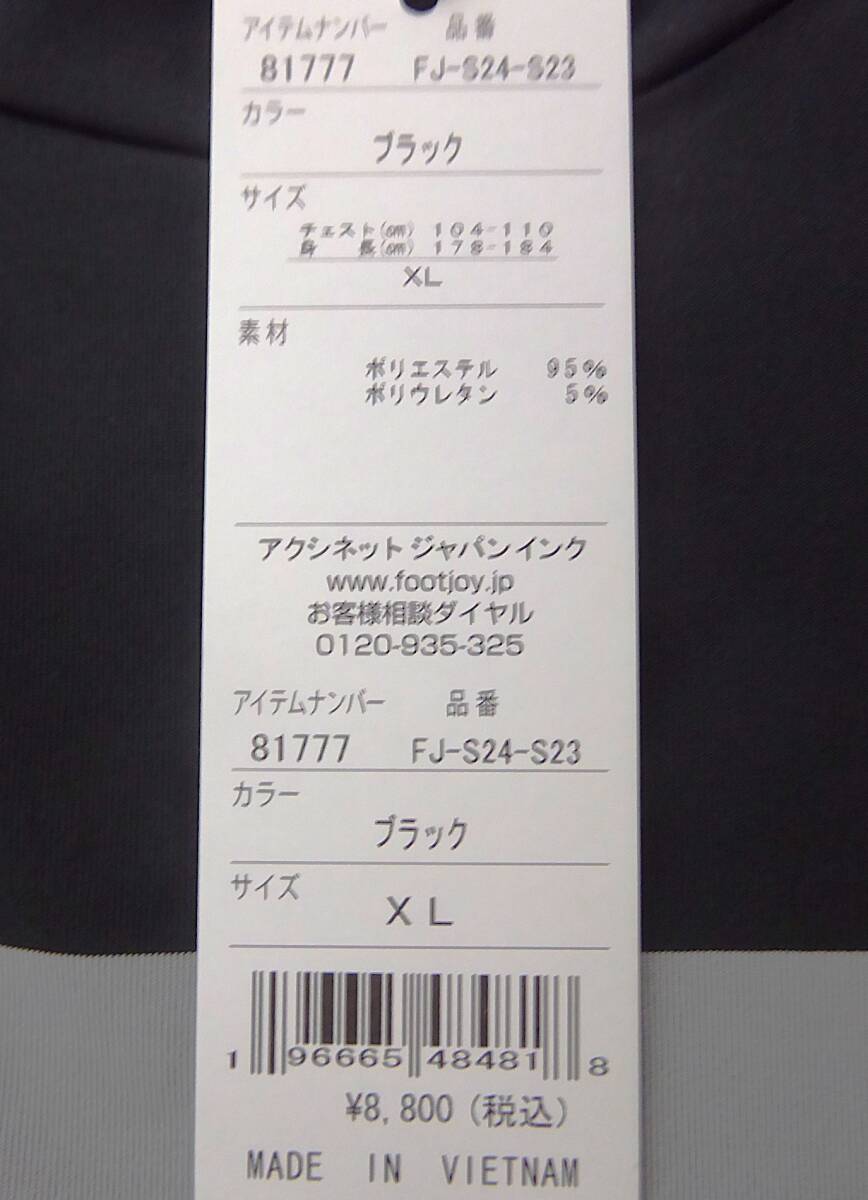 アイテムナンバー 品番
81777 FJ-S24-S23
カラー
ブラック
サイズ
チェスト(cm) 104-110
身長(cm) 178-184
XL
素材
ポリエステル 95%
ポリウレタン 5%
アクシネット ジャパン インク
www.footjoy.jp
お客様相談ダイヤル
0120-935-325
アイテムナンバー 品番
81777 FJ-S24-S23
カラー
ブラック
サイズ
XL
1 96665 48481 8
¥8,800 (税込)
MADE IN VIETNAM